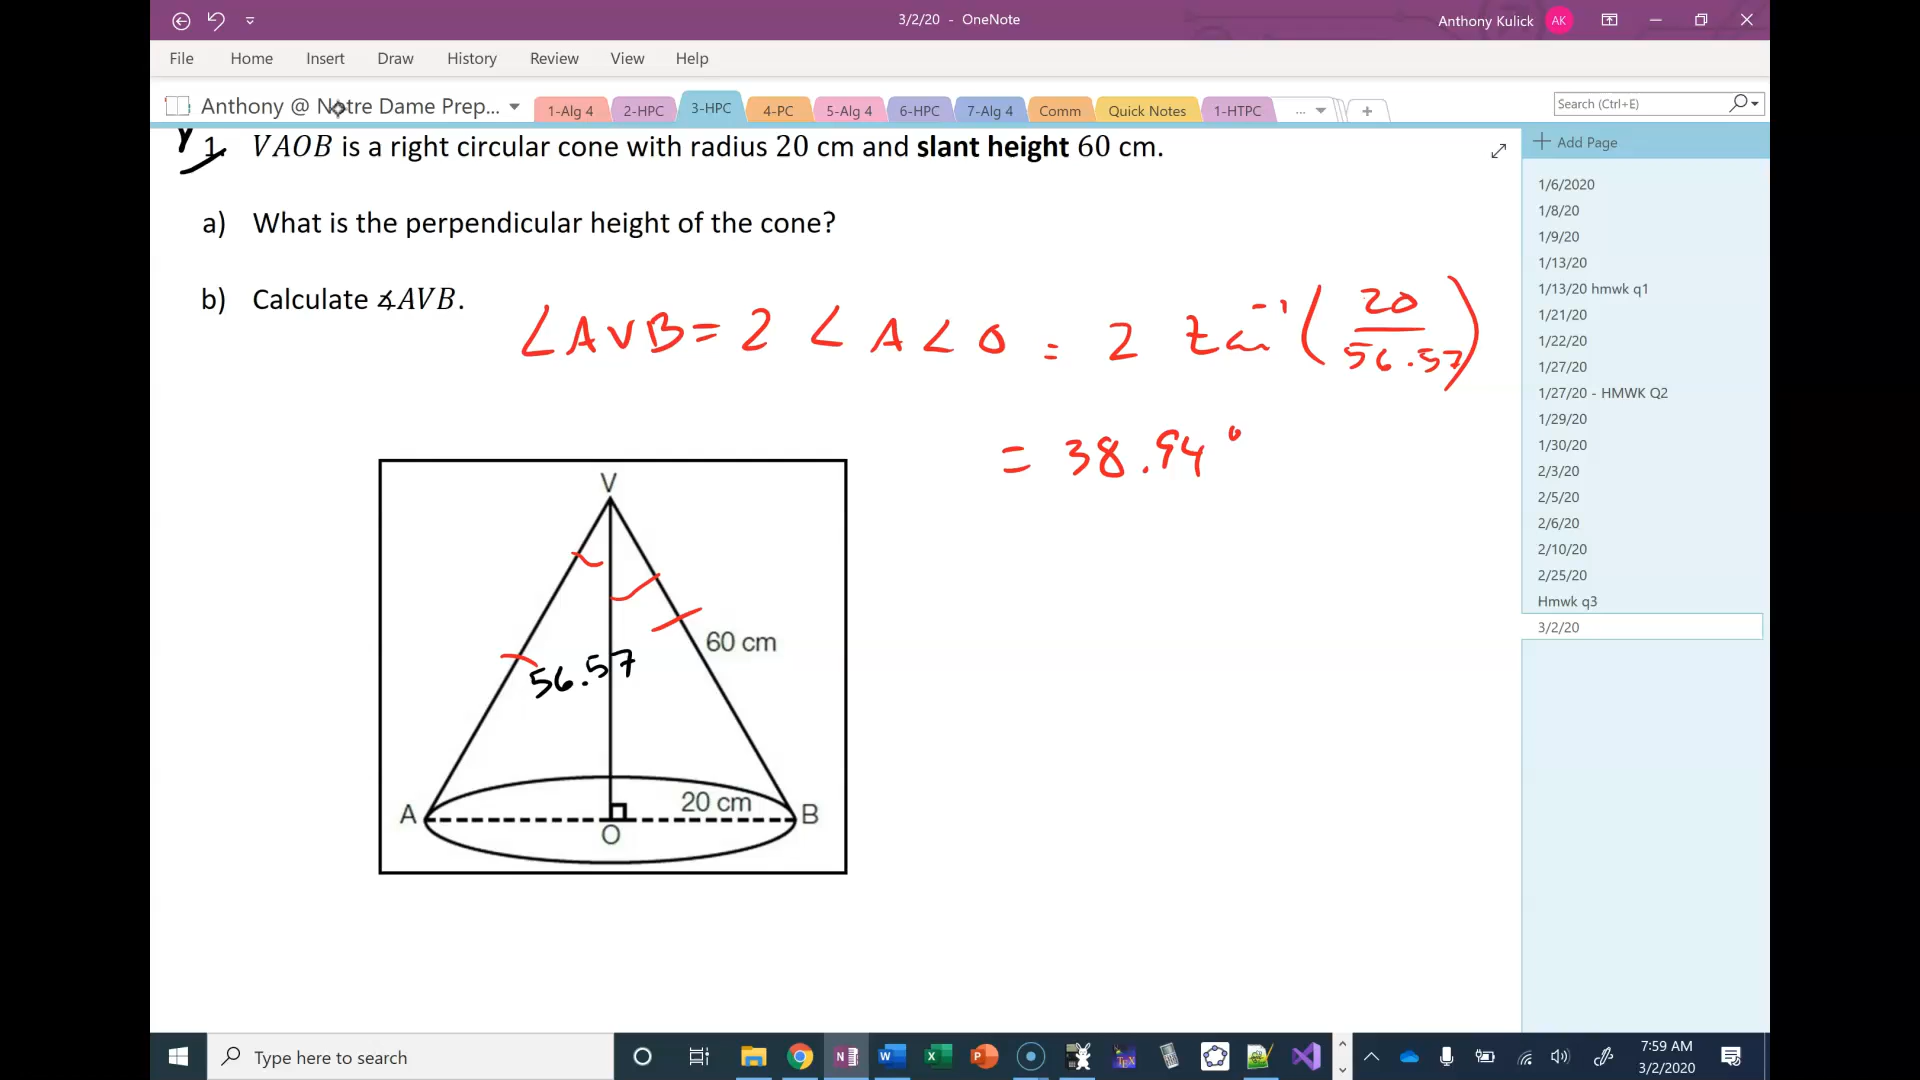 3/2/20 - OneNote
Anthony Kulick AK
File Home Insert Draw History Review View Help
Anthony @ Notre Dame Prep... 1-Alg 4 2-HPC 3-HPC 4-PC 5-Alg 4 6-HPC 7-Alg 4 Comm Quick Notes 1-HTPC ... Search (Ctrl+E)
1. VAOB is a right circular cone with radius 20 cm and slant height 60 cm.
a) What is the perpendicular height of the cone?
b) Calculate ∡AVB.
∠AVB = 2 ∠A<O = 2 tan⁻¹(20/56.57)
= 38.94°
V
60 cm
56.57
20 cm
A
B
O
Add Page
1/6/2020
1/8/20
1/9/20
1/13/20
1/13/20 hmwk q1
1/21/20
1/22/20
1/27/20
1/27/20 - HMWK Q2
1/29/20
1/30/20
2/3/20
2/5/20
2/6/20
2/10/20
2/25/20
Hmwk q3
3/2/20
Type here to search
7:59 AM
3/2/2020